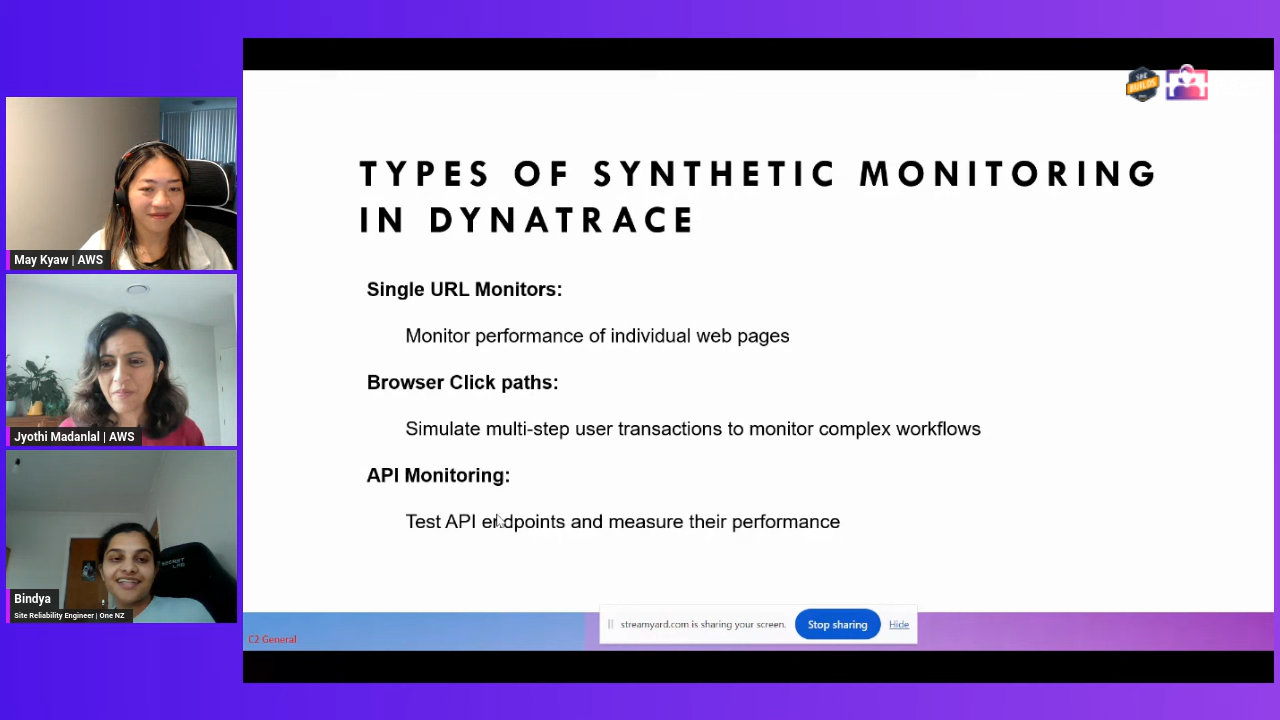 May Kyaw | AWS
Jyothi Madanlal | AWS
Bindya
Site Reliability Engineer | One NZ
SHE
BUILDS
TYPES OF SYNTHETIC MONITORING
IN DYNATRACE
Single URL Monitors:
Monitor performance of individual web pages
Browser Click paths:
Simulate multi-step user transactions to monitor complex workflows
API Monitoring:
Test API endpoints and measure their performance
C2 General
streamyard.com is sharing your screen.
Stop sharing
Hide